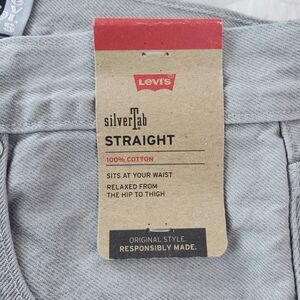 Levi's
silverTab
STRAIGHT
100% COTTON
SITS AT YOUR WAIST
RELAXED FROM
THE HIP TO THIGH
ORIGINAL STYLE.
RESPONSIBLY MADE.